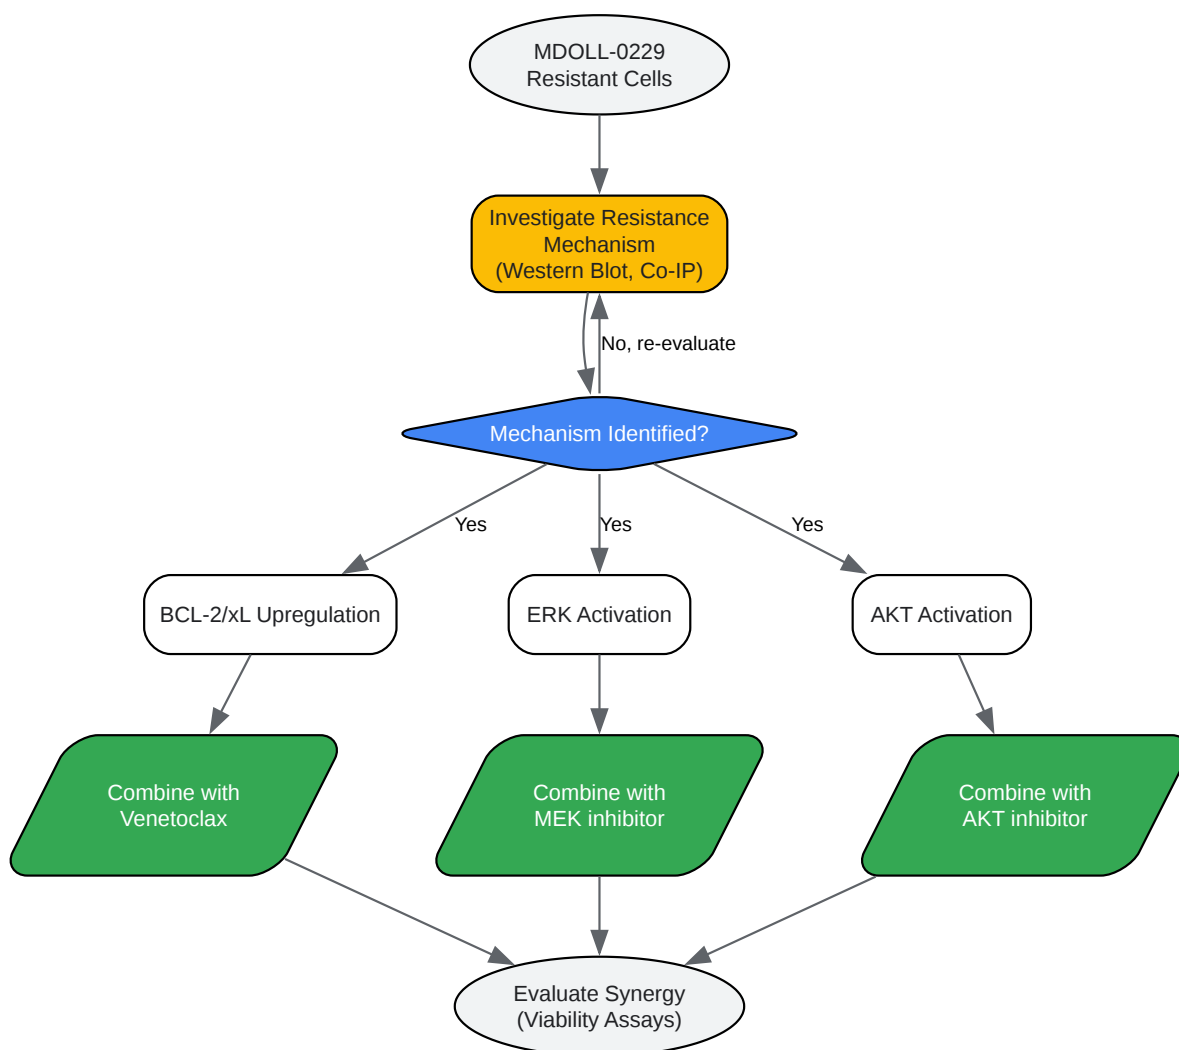 MDOLL-0229
Resistant Cells
Investigate Resistance
Mechanism
(Western Blot, Co-IP)
No, re-evaluate
Mechanism Identified?
Yes
Yes
Yes
BCL-2/xL Upregulation
ERK Activation
AKT Activation
Combine with
Venetoclax
Combine with
MEK inhibitor
Combine with
AKT inhibitor
Evaluate Synergy
(Viability Assays)